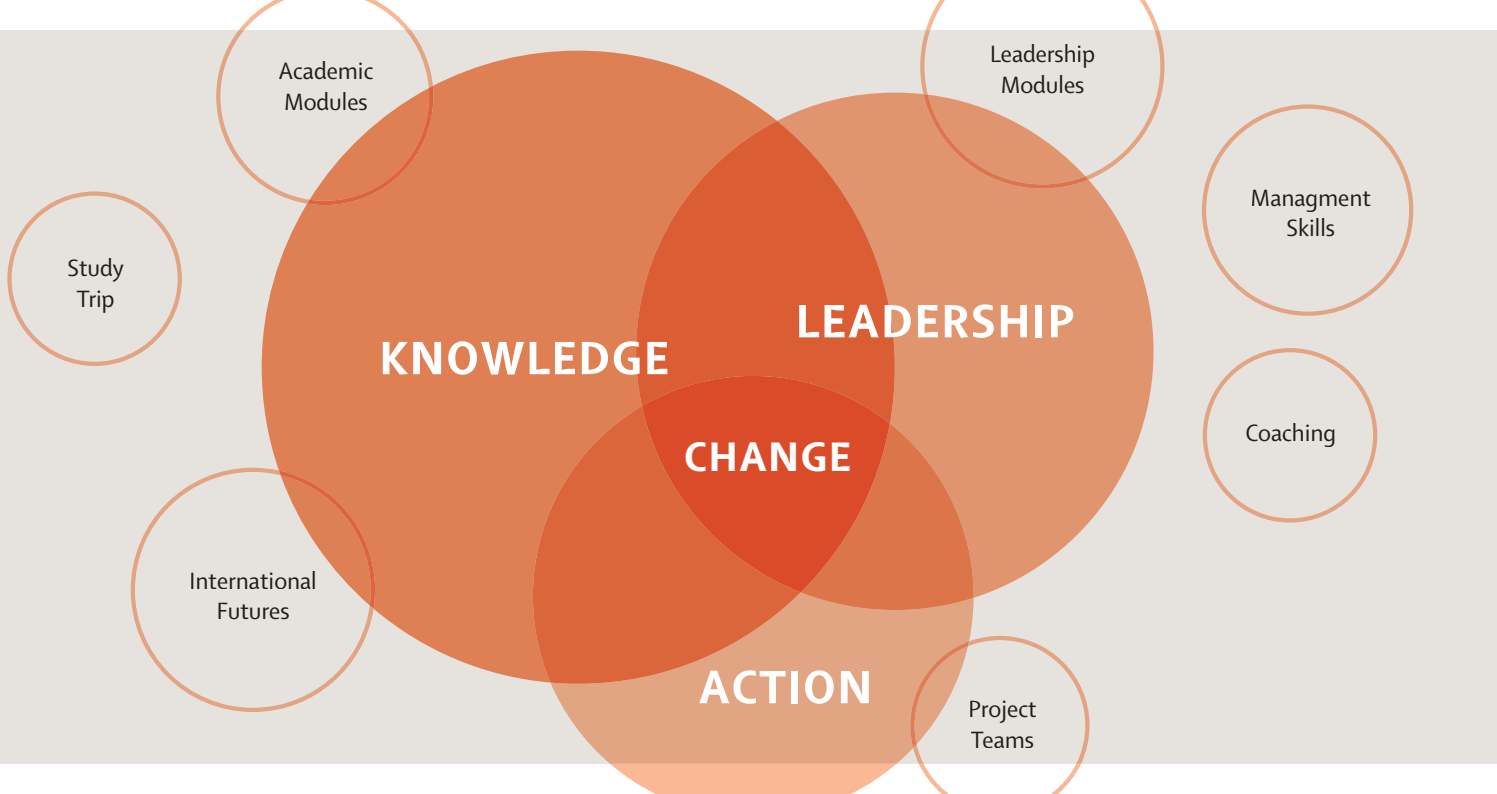 Academic
Modules
Leadership
Modules
Managment
Skills
Study
Trip
KNOWLEDGE
LEADERSHIP
CHANGE
Coaching
International
Futures
ACTION
Project
Teams